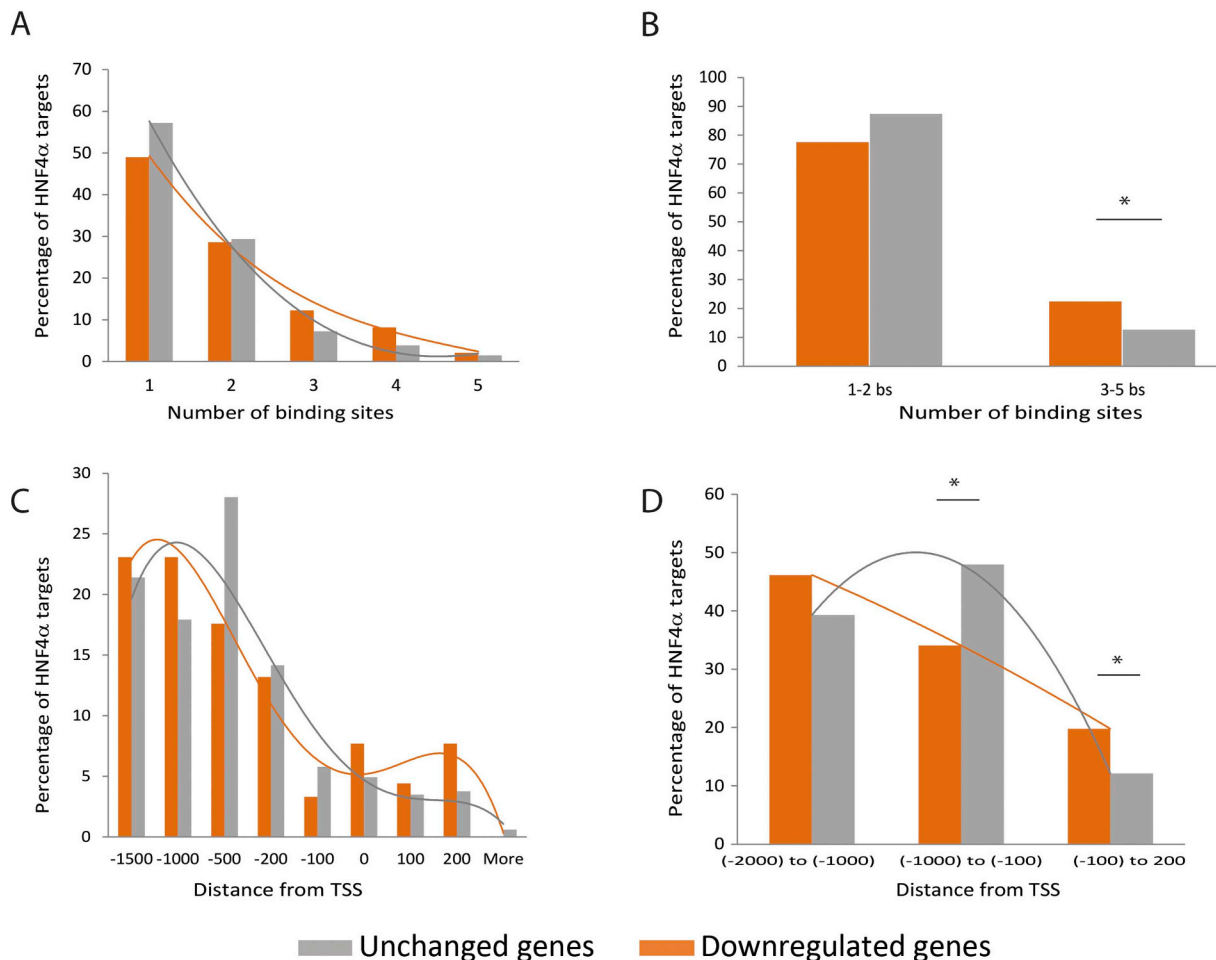 A
Percentage of HNF4α targets
70
60
50
40
30
20
10
0
1 2 3 4 5
Number of binding sites
B
Percentage of HNF4α targets
100
90
80
70
60
50
40
30
20
10
0
*
1-2 bs 3-5 bs
Number of binding sites
C
Percentage of HNF4α targets
30
25
20
15
10
5
0
-1500 -1000 -500 -200 -100 0 100 200 More
Distance from TSS
D
Percentage of HNF4α targets
60
50
40
30
20
10
0
*
*
(-2000) to (-1000) (-1000) to (-100) (-100) to 200
Distance from TSS
Unchanged genes Downregulated genes